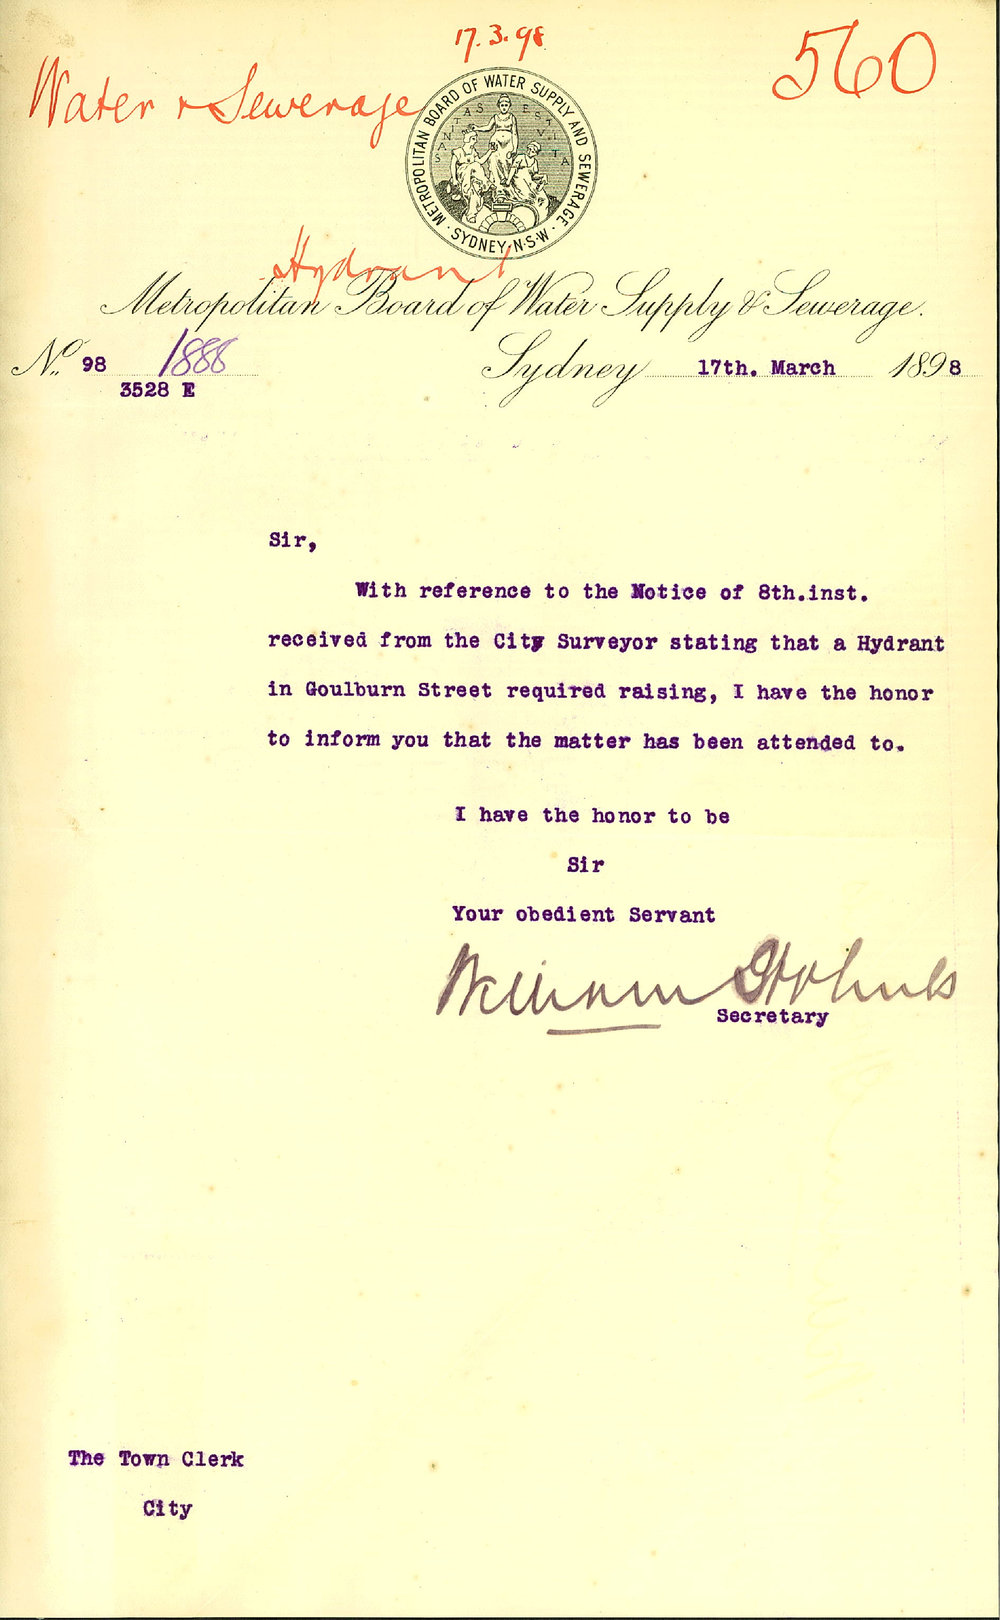 17.3.98
560
Water & Sewerage
METROPOLITAN BOARD OF WATER SUPPLY AND SEWERAGE
SANITAS EST VITA
· SYDNEY, N·S·W ·
Hydrant
Metropolitan Board of Water Supply & Sewerage.
No. 98 / 1888
3528 E
Sydney 17th. March 1898
Sir,
With reference to the Notice of 8th.inst.
received from the City Surveyor stating that a Hydrant
in Goulburn Street required raising, I have the honor
to inform you that the matter has been attended to.
I have the honor to be
Sir
Your obedient Servant
William
Secretary
The Town Clerk
City